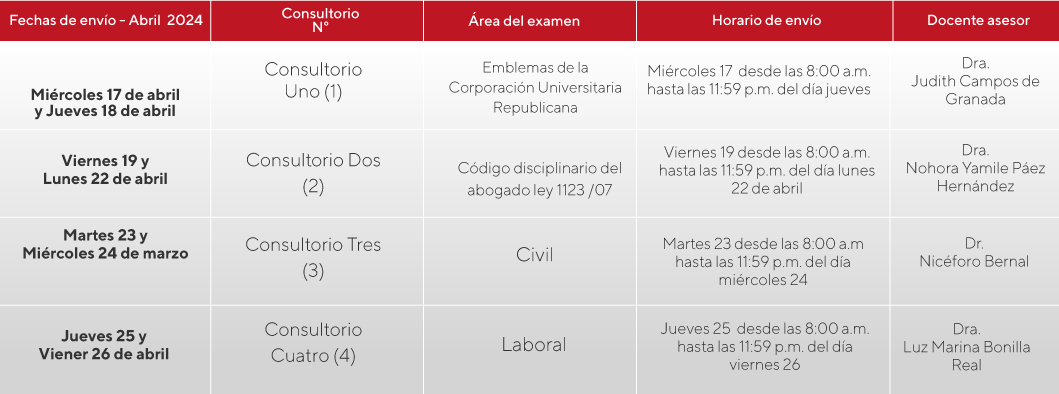 Fechas de envío - Abril 2024
Consultorio
N°
Área del examen
Horario de envío
Docente asesor
Miércoles 17 de abril
y Jueves 18 de abril
Consultorio
Uno (1)
Emblemas de la
Corporación Universitaria
Republicana
Miércoles 17 desde las 8:00 a.m.
hasta las 11:59 p.m. del día jueves
Dra.
Judith Campos de
Granada
Viernes 19 y
Lunes 22 de abril
Consultorio Dos
(2)
Código disciplinario del
abogado ley 1123 /07
Viernes 19 desde las 8:00 a.m.
hasta las 11:59 p.m. del día lunes
22 de abril
Dra.
Nohora Yamile Páez
Hernández
Martes 23 y
Miércoles 24 de marzo
Consultorio Tres
(3)
Civil
Martes 23 desde las 8:00 a.m
hasta las 11:59 p.m. del día
miércoles 24
Dr.
Nicéforo Bernal
Jueves 25 y
Viener 26 de abril
Consultorio
Cuatro (4)
Laboral
Jueves 25 desde las 8:00 a.m.
hasta las 11:59 p.m. del día
viernes 26
Dra.
Luz Marina Bonilla
Real